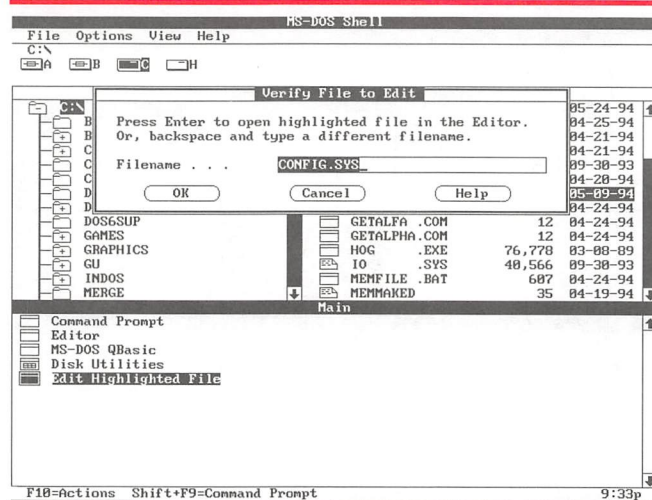 MS-DOS Shell
File Options View Help
C:\
A B C H
Verify File to Edit
Press Enter to open highlighted file in the Editor.
Or, backspace and type a different filename.
Filename . . . CONFIG.SYS_
OK Cancel Help
C:\ 05-24-94
B 04-25-94
B 04-21-94
C 04-21-94
C 09-30-93
C 04-20-94
D 05-09-94
D 04-24-94
DOS6SUP GETALFA .COM 12 04-24-94
GAMES GETALPHA.COM 12 04-24-94
GRAPHICS HOG .EXE 76,778 03-08-89
GU IO .SYS 40,566 09-30-93
INDOS MEMFILE .BAT 607 04-24-94
MERGE MEMMAKED 35 04-19-94
Main
Command Prompt
Editor
MS-DOS QBasic
Disk Utilities
Edit Highlighted File
F10=Actions Shift+F9=Command Prompt 9:33p